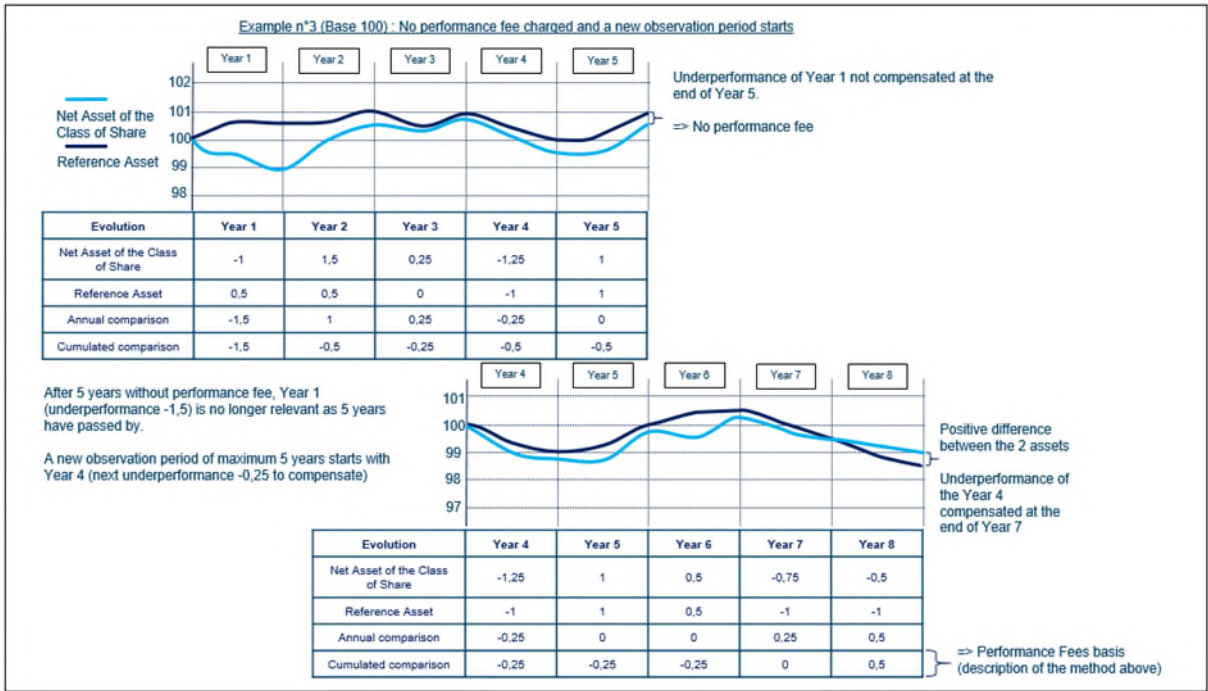 Example n°3 (Base 100) : No performance fee charged and a new observation period starts
Year 1 Year 2 Year 3 Year 4 Year 5
102
101
100
99
98
Net Asset of the
Class of Share
Reference Asset
Underperformance of Year 1 not compensated at the
end of Year 5.
=> No performance fee
Evolution Year 1 Year 2 Year 3 Year 4 Year 5
Net Asset of the Class
of Share -1 1,5 0,25 -1,25 1
Reference Asset 0,5 0,5 0 -1 1
Annual comparison -1,5 1 0,25 -0,25 0
Cumulated comparison -1,5 -0,5 -0,25 -0,5 -0,5
After 5 years without performance fee, Year 1
(underperformance -1,5) is no longer relevant as 5 years
have passed by.
A new observation period of maximum 5 years starts with
Year 4 (next underperformance -0,25 to compensate)
Year 4 Year 5 Year 6 Year 7 Year 8
101
100
99
98
97
Positive difference
between the 2 assets
Underperformance of
the Year 4
compensated at the
end of Year 7
Evolution Year 4 Year 5 Year 6 Year 7 Year 8
Net Asset of the Class
of Share -1,25 1 0,5 -0,75 -0,5
Reference Asset -1 1 0,5 -1 -1
Annual comparison -0,25 0 0 0,25 0,5
Cumulated comparison -0,25 -0,25 -0,25 0 0,5
=> Performance Fees basis
(description of the method above)